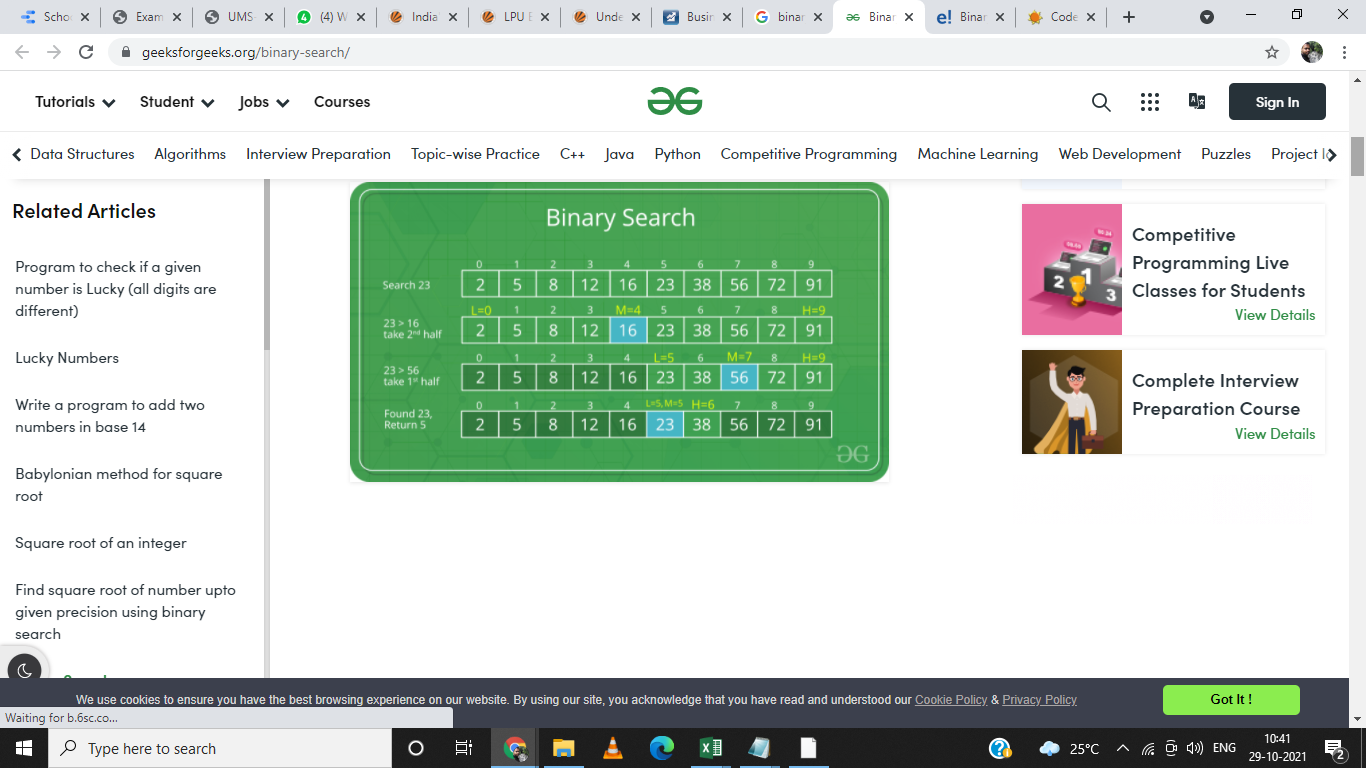 Schoo
Exam
UMS
(4) W
India'
LPU E
Unde
Busin
binar
Binar
Binar
Code
geeksforgeeks.org/binary-search/
Tutorials Student Jobs Courses
Sign In
Data Structures Algorithms Interview Preparation Topic-wise Practice C++ Java Python Competitive Programming Machine Learning Web Development Puzzles Project
Related Articles
Program to check if a given
number is Lucky (all digits are
different)
Lucky Numbers
Write a program to add two
numbers in base 14
Babylonian method for square
root
Square root of an integer
Find square root of number upto
given precision using binary
search
Binary Search
0 1 2 3 4 5 6 7 8 9
Search 23 2 5 8 12 16 23 38 56 72 91
L=0 1 2 3 M=4 5 6 7 8 H=9
23 > 16
take 2nd half
2 5 8 12 16 23 38 56 72 91
0 1 2 3 4 L=5 6 M=7 8 H=9
23 > 56
take 1st half
2 5 8 12 16 23 38 56 72 91
0 1 2 3 4 L=5, M=5 H=6 7 8 9
Found 23,
Return 5
2 5 8 12 16 23 38 56 72 91
Competitive
Programming Live
Classes for Students
View Details
Complete Interview
Preparation Course
View Details
We use cookies to ensure you have the best browsing experience on our website. By using our site, you acknowledge that you have read and understood our Cookie Policy & Privacy Policy
Got It !
Waiting for b.6sc.co...
Type here to search
25°C
ENG
10:41
29-10-2021
2